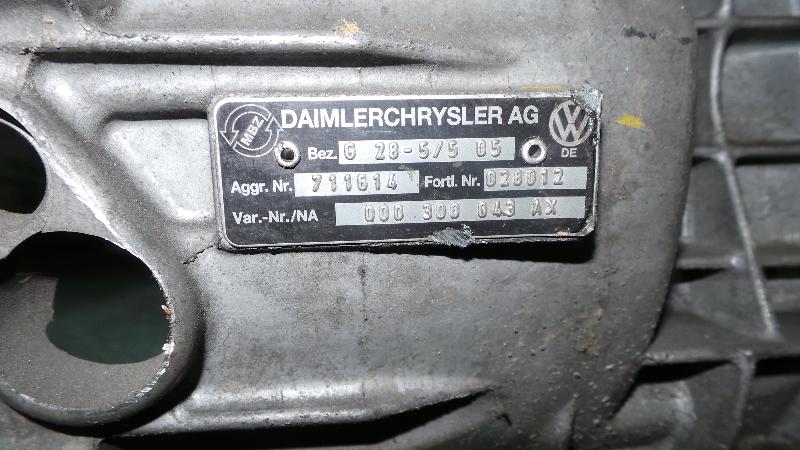 MBZ DAIMLERCHRYSLER AG VW
Bez. G 28-5/5 05 DE
Aggr. Nr. 711614 Fortl. Nr. 028012
Var.-Nr./NA 000 300 043 AX